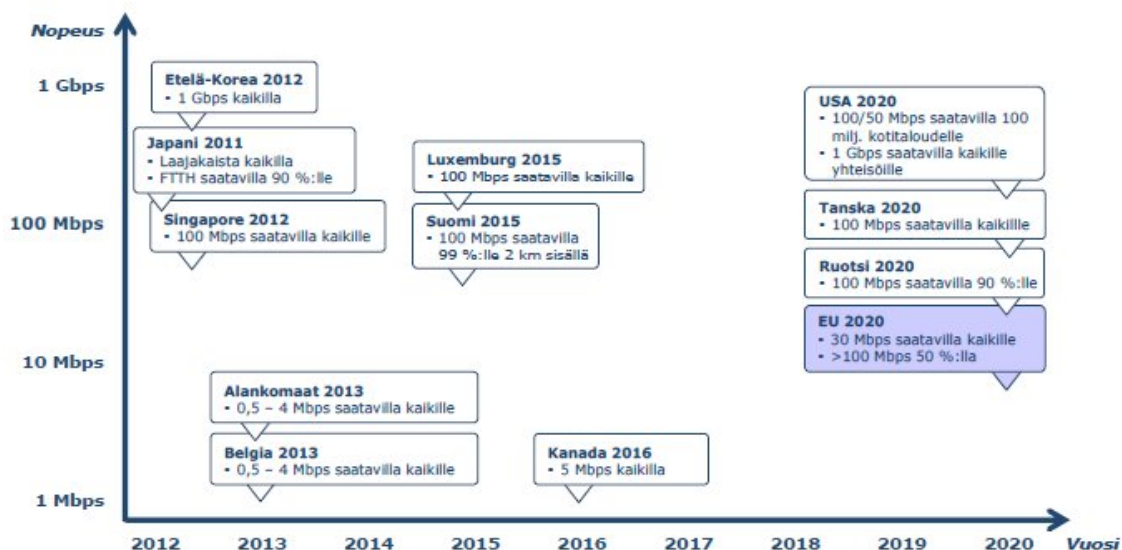 Nopeus
1 Gbps
100 Mbps
10 Mbps
1 Mbps
Etelä-Korea 2012
• 1 Gbps kaikilla
Japani 2011
• Laajakaista kaikilla
• FTTH saatavilla 90 %:lle
Singapore 2012
• 100 Mbps saatavilla kaikille
Luxemburg 2015
• 100 Mbps saatavilla kaikille
Suomi 2015
• 100 Mbps saatavilla
99 %:lle 2 km sisällä
USA 2020
• 100/50 Mbps saatavilla 100
milj. kotitaloudelle
• 1 Gbps saatavilla kaikille
yhteisöille
Tanska 2020
• 100 Mbps saatavilla kaikillle
Ruotsi 2020
• 100 Mbps saatavilla 90 %:lle
EU 2020
• 30 Mbps saatavilla kaikille
• >100 Mbps 50 %:lla
Alankomaat 2013
• 0,5 – 4 Mbps saatavilla kaikille
Belgia 2013
• 0,5 – 4 Mbps saatavilla kaikille
Kanada 2016
• 5 Mbps kaikilla
2012 2013 2014 2015 2016 2017 2018 2019 2020 Vuosi